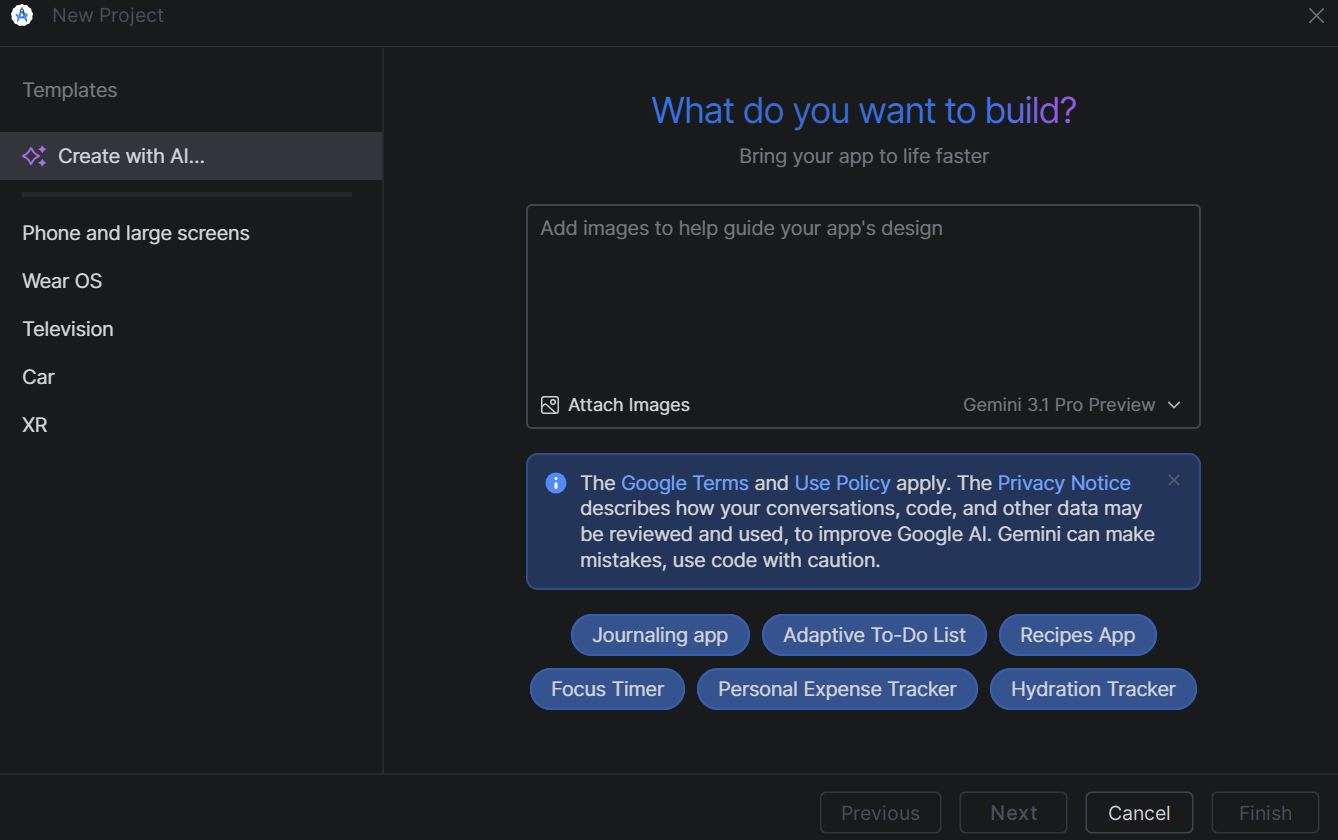 New Project
Templates
Create with AI...
Phone and large screens
Wear OS
Television
Car
XR
What do you want to build?
Bring your app to life faster
Add images to help guide your app's design
Attach Images
Gemini 3.1 Pro Preview
The Google Terms and Use Policy apply. The Privacy Notice
describes how your conversations, code, and other data may
be reviewed and used, to improve Google AI. Gemini can make
mistakes, use code with caution.
Journaling app
Adaptive To-Do List
Recipes App
Focus Timer
Personal Expense Tracker
Hydration Tracker
Previous
Next
Cancel
Finish